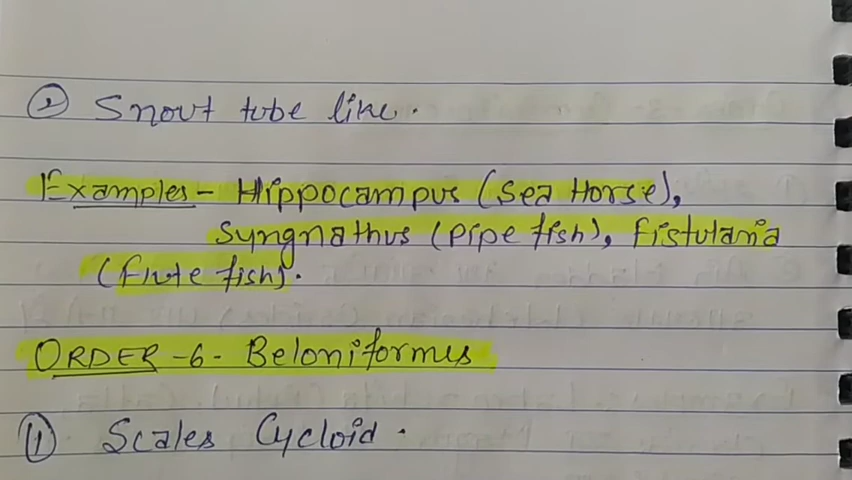 ② Snout tube like.
Examples - Hippocampus (Sea Horse),
Syngnathus (Pipe fish), Fistularia
(Flute fish).
ORDER -6- Beloniformes
① Scales Cycloid.